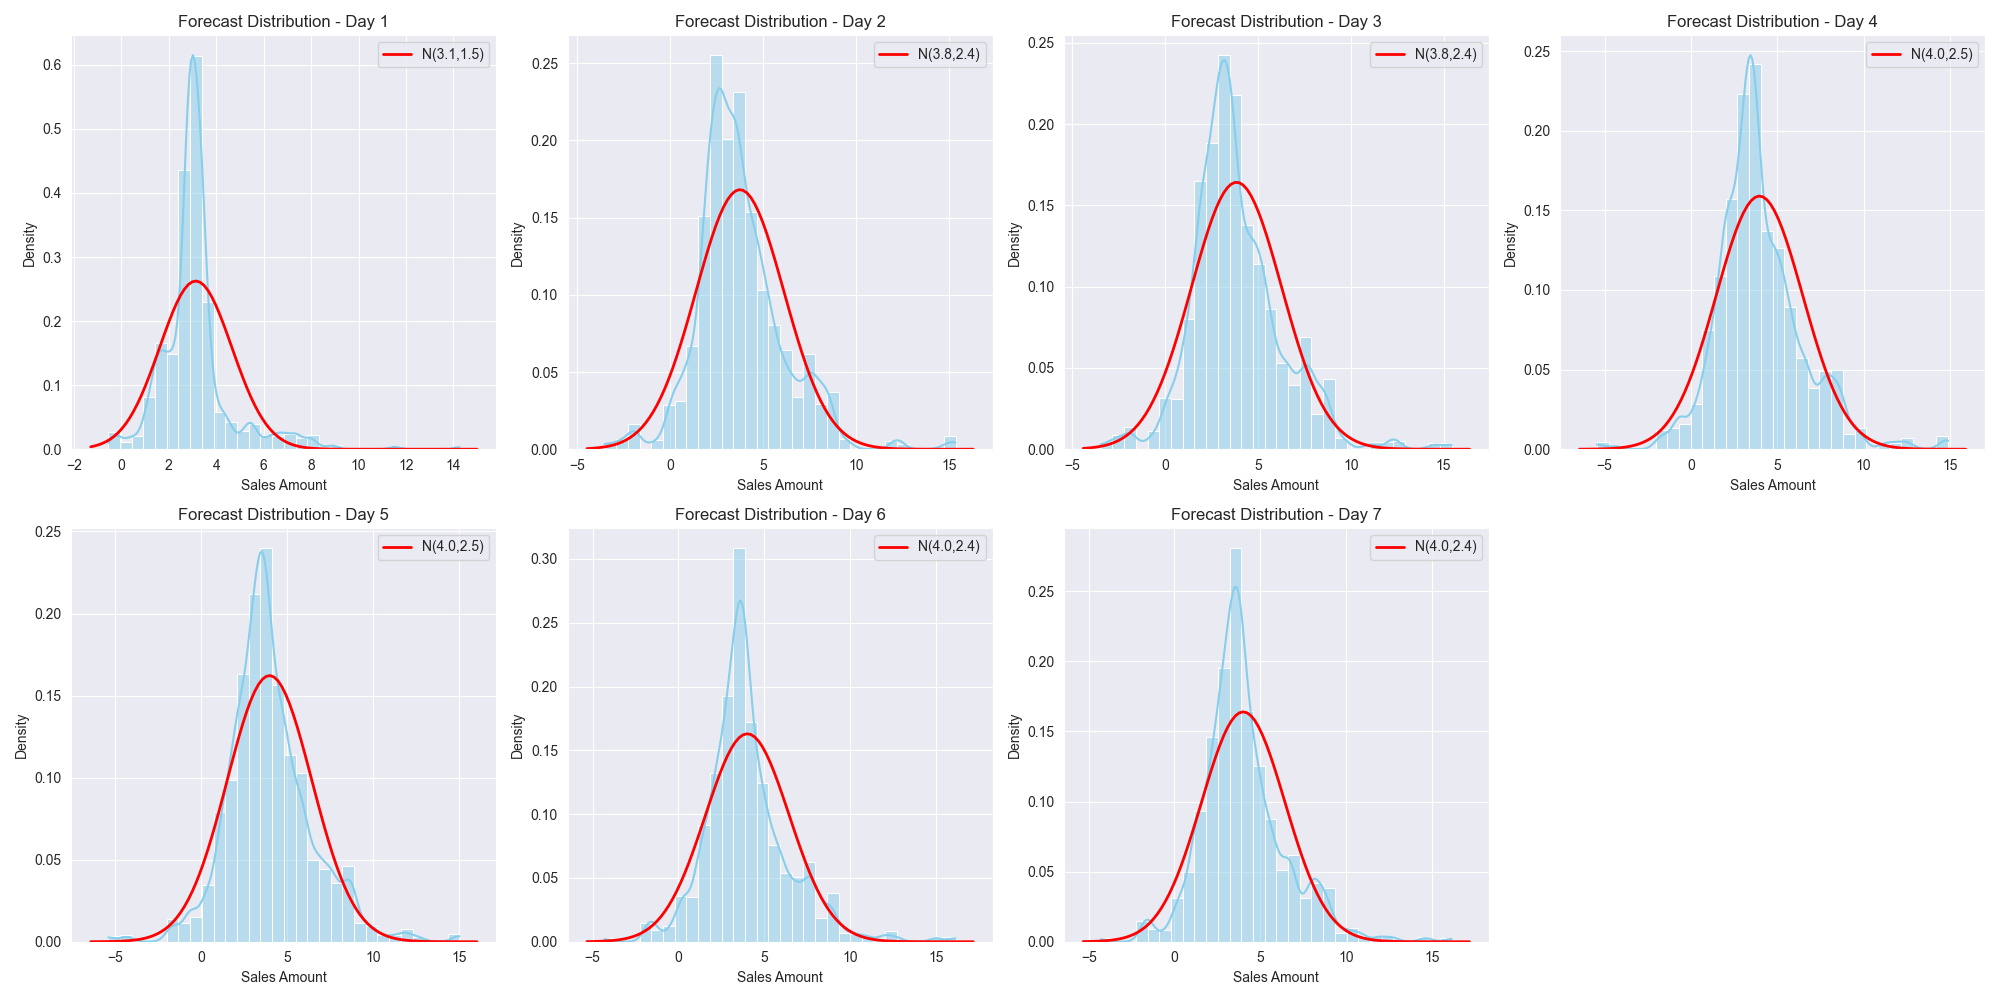 Forecast Distribution - Day 1
N(3.1,1.5)
0.6
0.5
0.4
0.3
0.2
0.1
0.0
Density
−2 0 2 4 6 8 10 12 14
Sales Amount
Forecast Distribution - Day 2
N(3.8,2.4)
0.25
0.20
0.15
0.10
0.05
0.00
Density
−5 0 5 10 15
Sales Amount
Forecast Distribution - Day 3
N(3.8,2.4)
0.25
0.20
0.15
0.10
0.05
0.00
Density
−5 0 5 10 15
Sales Amount
Forecast Distribution - Day 4
N(4.0,2.5)
0.25
0.20
0.15
0.10
0.05
0.00
Density
−5 0 5 10 15
Sales Amount
Forecast Distribution - Day 5
N(4.0,2.5)
0.25
0.20
0.15
0.10
0.05
0.00
Density
−5 0 5 10 15
Sales Amount
Forecast Distribution - Day 6
N(4.0,2.4)
0.30
0.25
0.20
0.15
0.10
0.05
0.00
Density
−5 0 5 10 15
Sales Amount
Forecast Distribution - Day 7
N(4.0,2.4)
0.25
0.20
0.15
0.10
0.05
0.00
Density
−5 0 5 10 15
Sales Amount